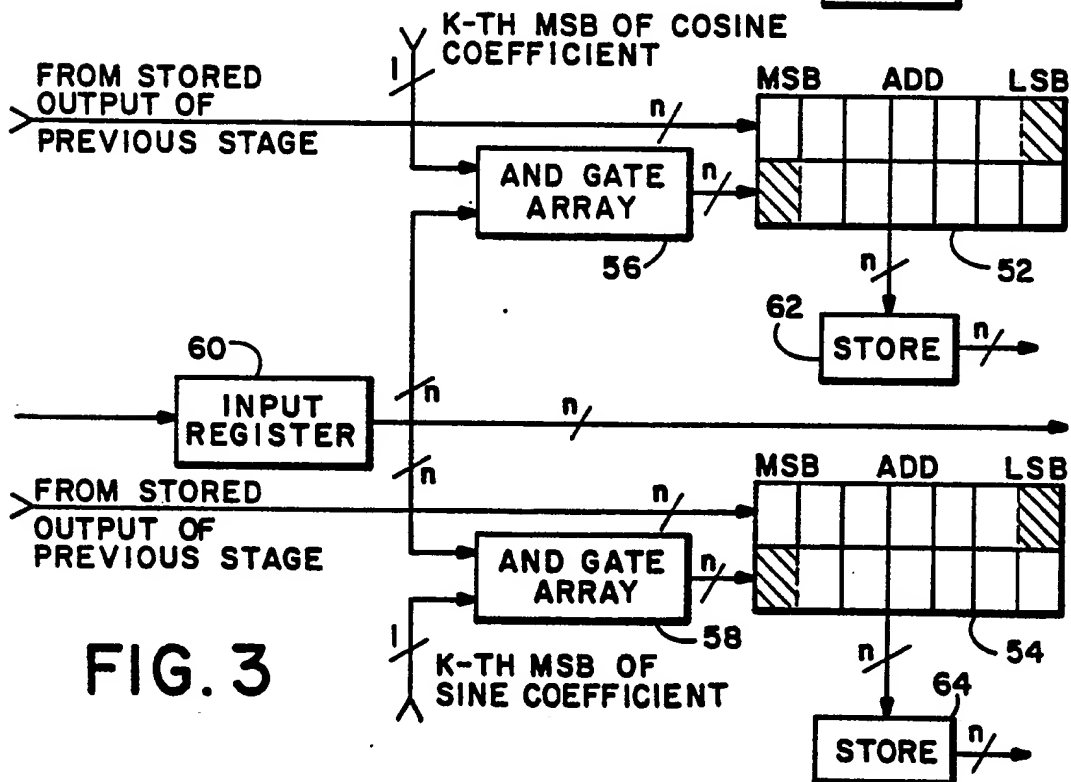 K-TH MSB OF COSINE
COEFFICIENT
1
FROM STORED
OUTPUT OF
PREVIOUS STAGE
n
MSB ADD LSB
AND GATE
ARRAY
n
56
52
n
62
STORE
n
60
INPUT
REGISTER
n
n
n
FROM STORED
OUTPUT OF
PREVIOUS STAGE
n
MSB ADD LSB
AND GATE
ARRAY
n
58
54
1
K-TH MSB OF
SINE COEFFICIENT
n
64
STORE
n
FIG. 3